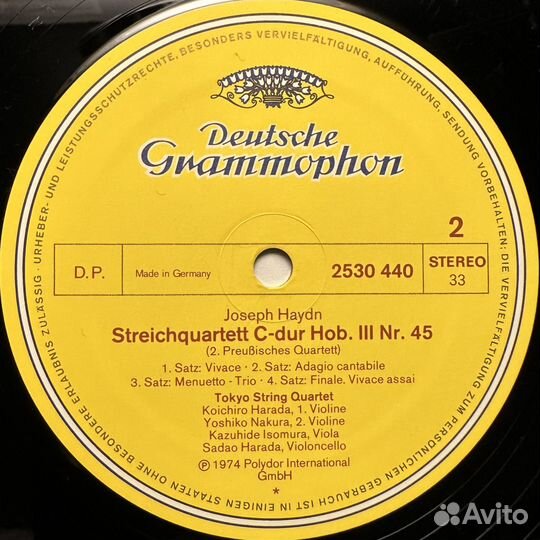 Deutsche
Grammophon
2
D.P.
Made in Germany
2530 440
STEREO
33
Joseph Haydn
Streichquartett C-dur Hob. III Nr. 45
(2. Preußisches Quartett)
1. Satz: Vivace · 2. Satz: Adagio cantabile
3. Satz: Menuetto - Trio · 4. Satz: Finale. Vivace assai
Tokyo String Quartet
Koichiro Harada, 1. Violine
Yoshiko Nakura, 2. Violine
Kazuhide Isomura, Viola
Sadao Harada, Violoncello
Ⓟ 1974 Polydor International
GmbH
*
URHEBER- UND LEISTUNGSSCHUTZRECHTE, BESONDERS VERVIELFÄLTIGUNG, AUFFÜHRUNG, SENDUNG VORBEHALTEN; DIE VERVIELFÄLTIGUNG ZUM PERSÖNLICHEN GEBRAUCH IST IN EINIGEN STAATEN OHNE BESONDERE ERLAUBNIS ZULÄSSIG ·
Avito